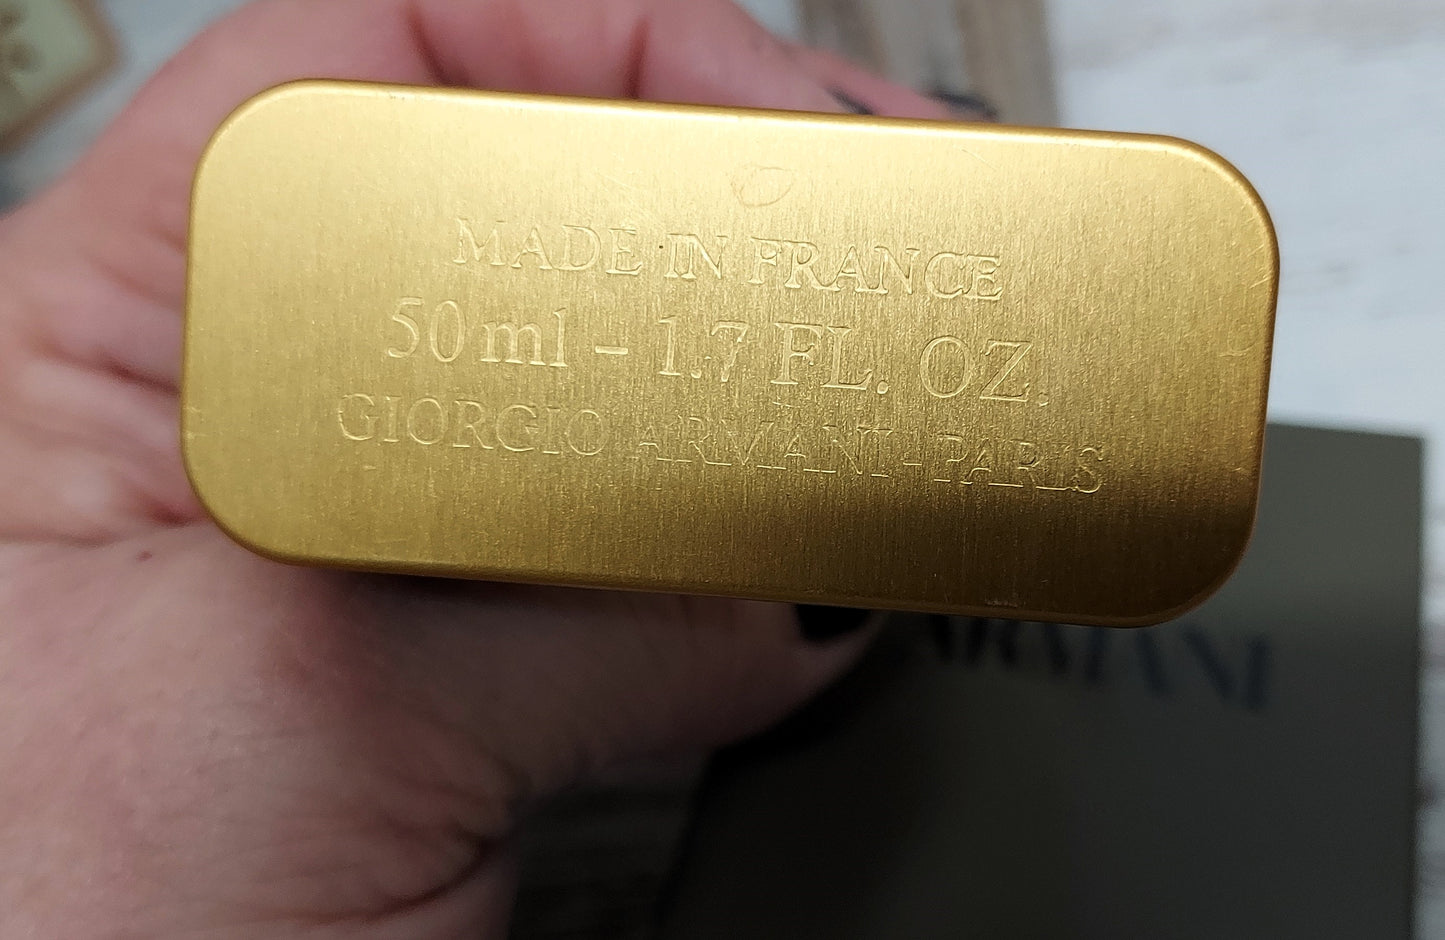 MADE IN FRANCE
50 ml - 1.7 FL. OZ.
GIORGIO ARMANI - PARIS
ARMANI